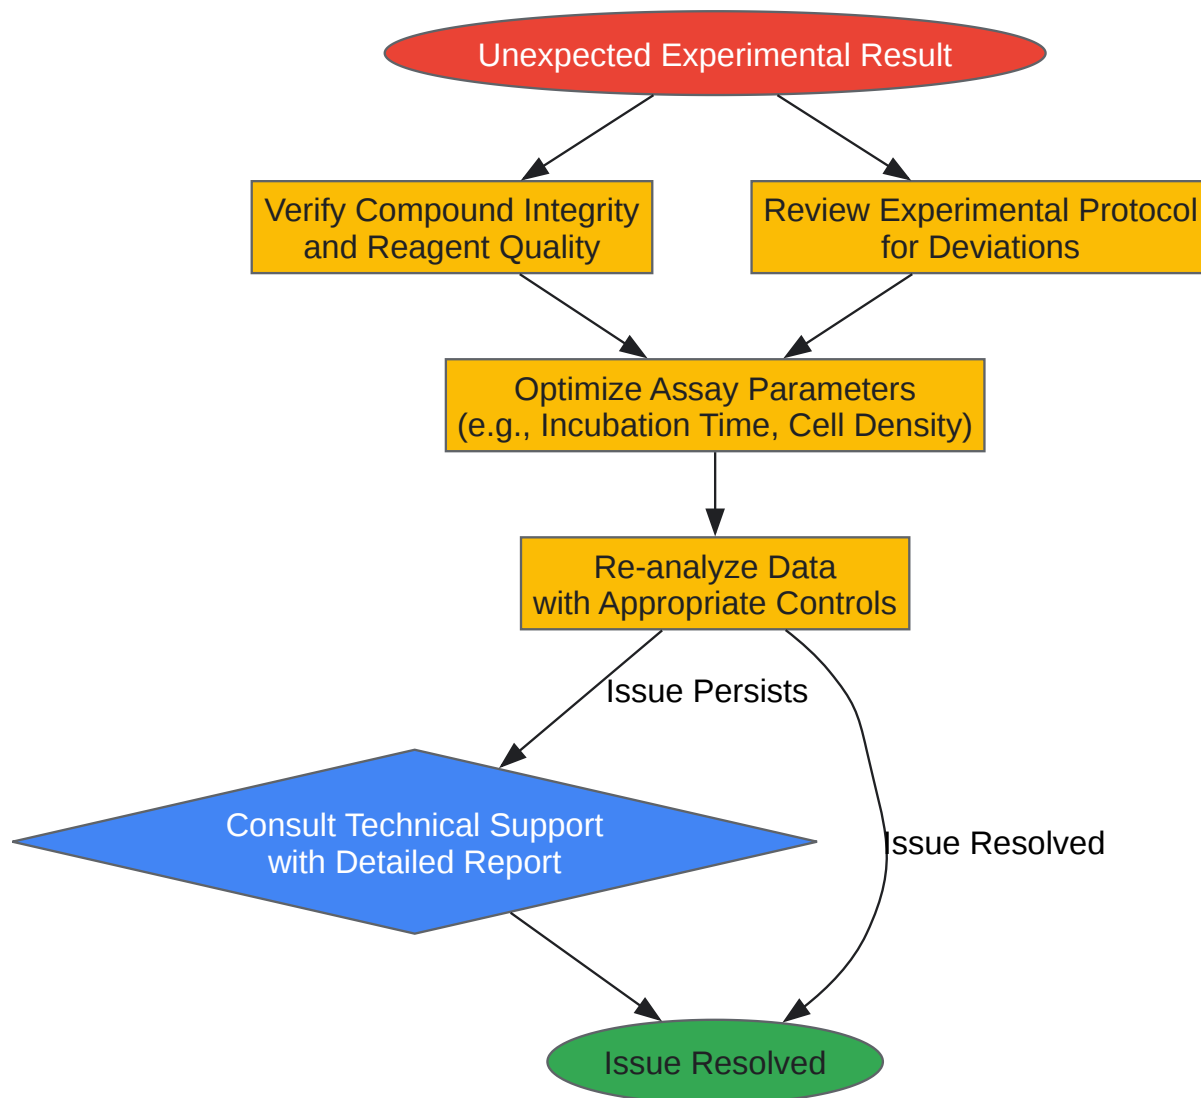 Unexpected Experimental Result
Verify Compound Integrity
and Reagent Quality
Review Experimental Protocol
for Deviations
Optimize Assay Parameters
(e.g., Incubation Time, Cell Density)
Re-analyze Data
with Appropriate Controls
Issue Persists
Consult Technical Support
with Detailed Report
Issue Resolved
Issue Resolved